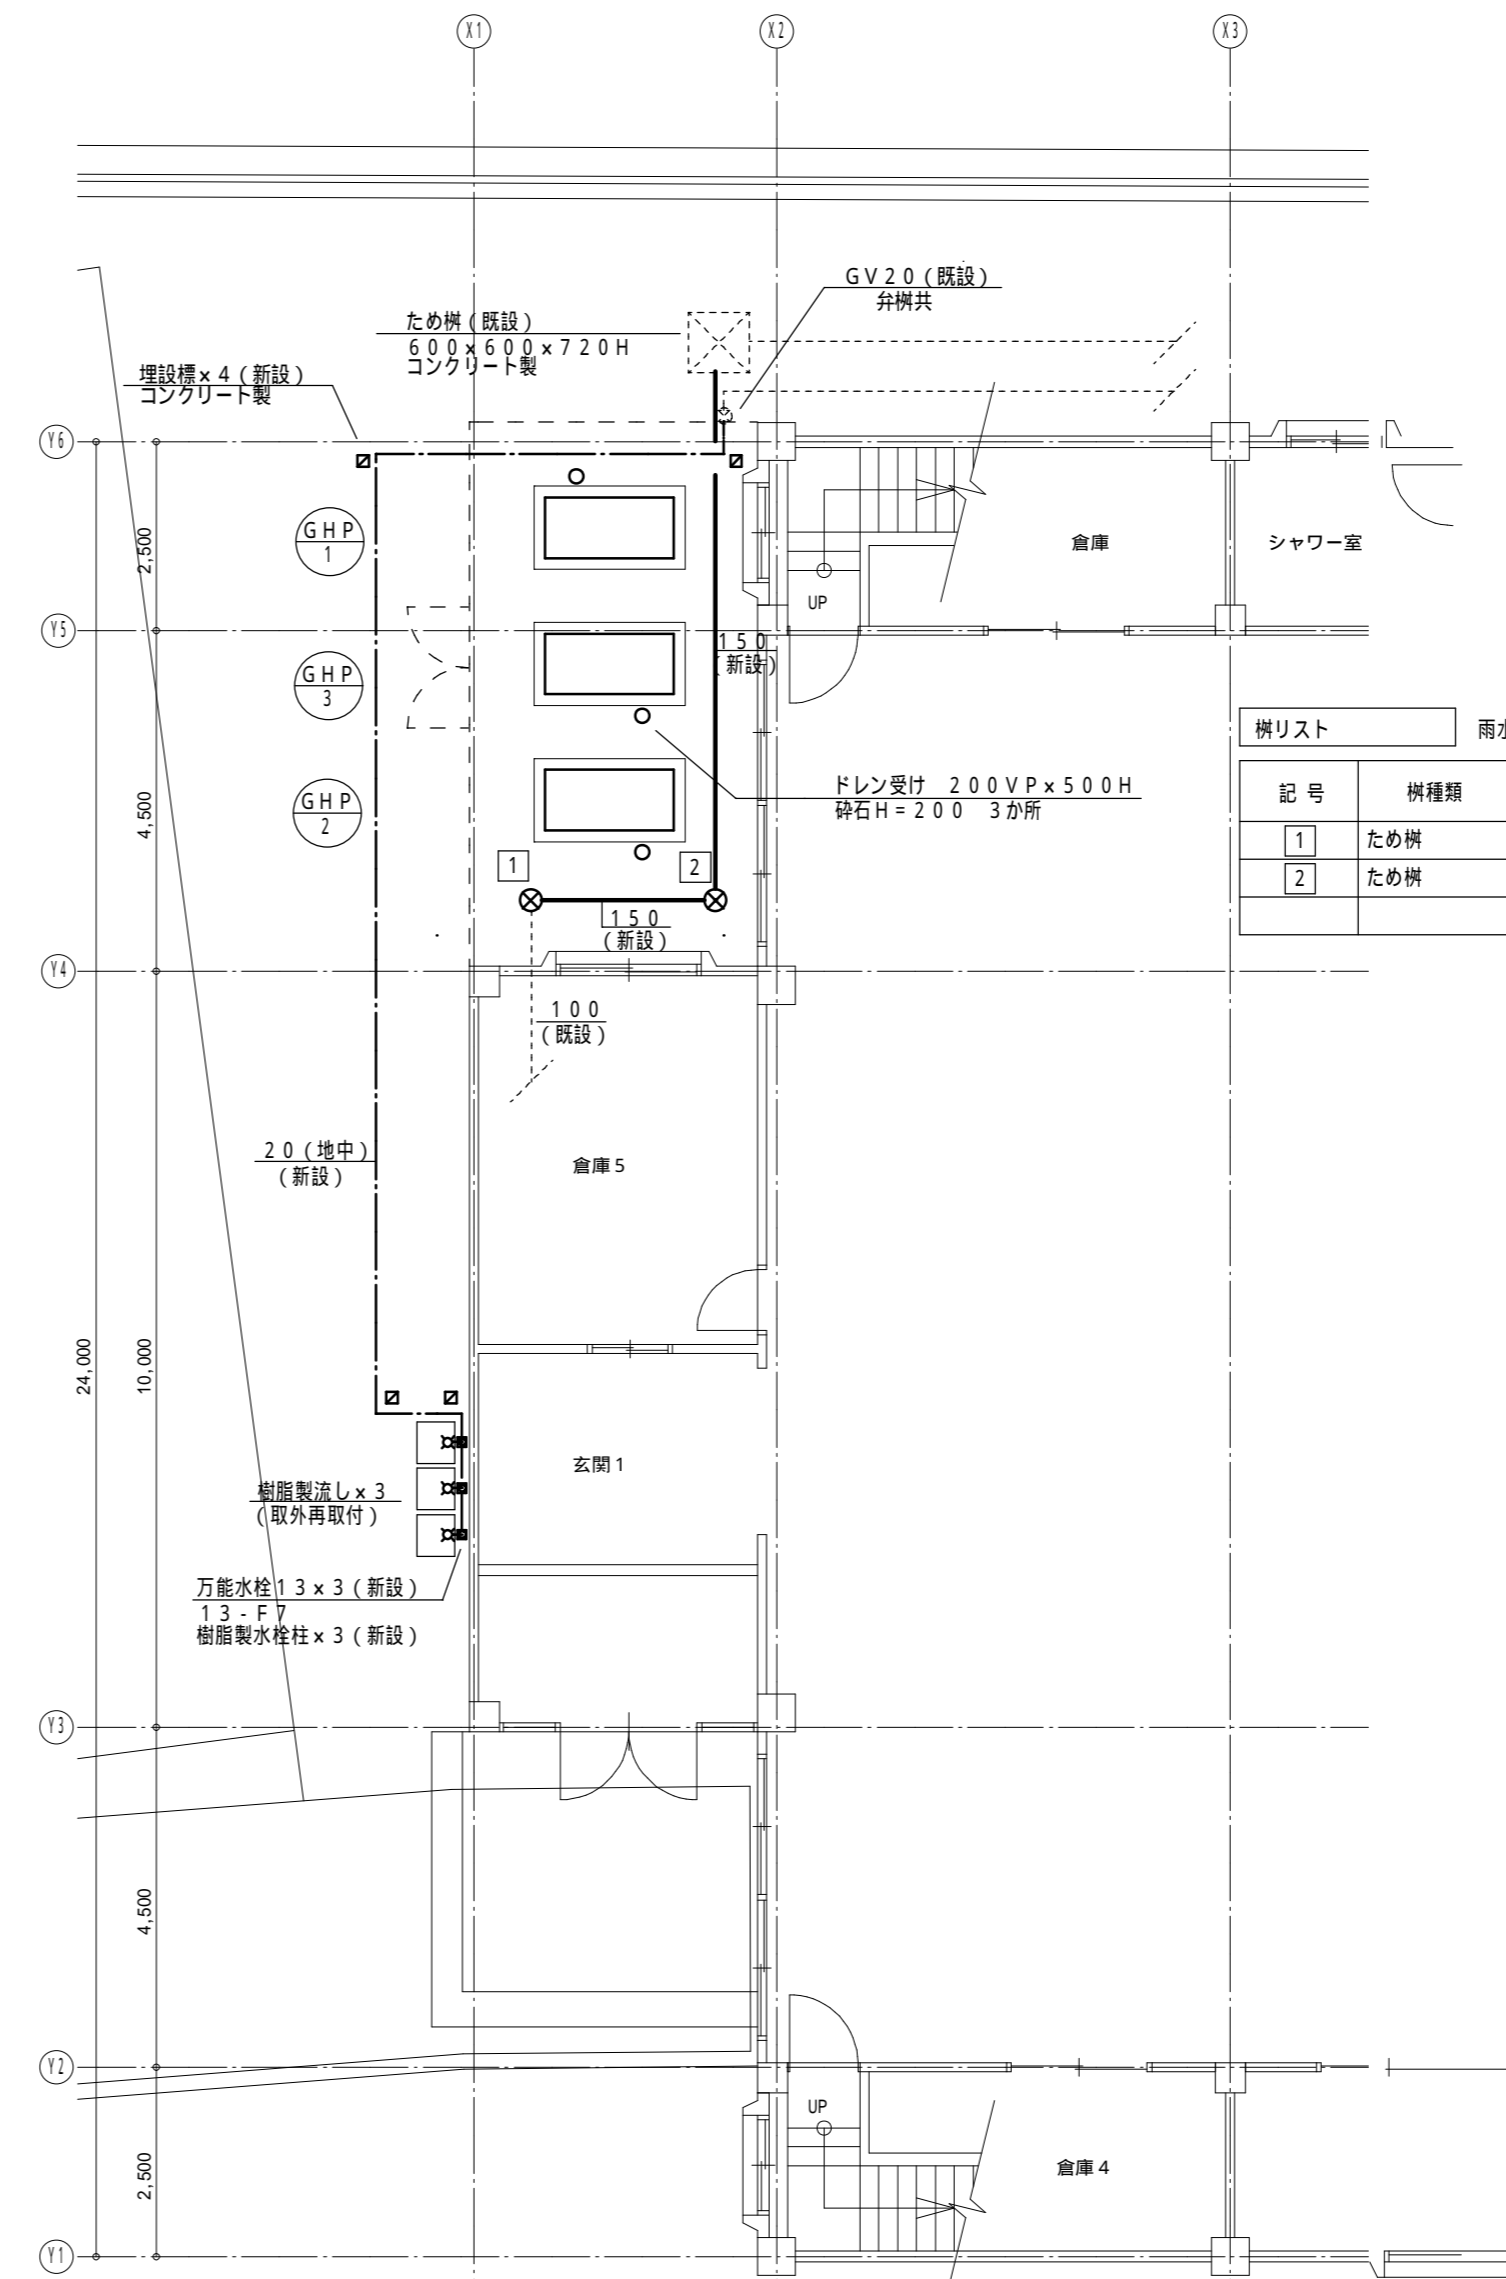 X1
X2
X3
GV20(既設)
弁桝共
ため桝(既設)
600x600x720H
コンクリート製
埋設標x4(新設)
コンクリート製
Y6
GHP
1
2,500
倉庫
シャワー室
UP
Y5
150
(新設)
GHP
3
桝リスト
雨水
記 号
桝種類
1
ため桝
2
ため桝
ドレン受け 200VPx500H
砕石H=200 3か所
GHP
2
4,500
1
2
150
(新設)
Y4
100
(既設)
20(地中)
(新設)
倉庫5
24,000
10,000
玄関1
樹脂製流しx3
(取外再取付)
万能水栓13x3(新設)
13-F7
樹脂製水栓柱x3(新設)
Y3
4,500
Y2
UP
2,500
倉庫4
Y1